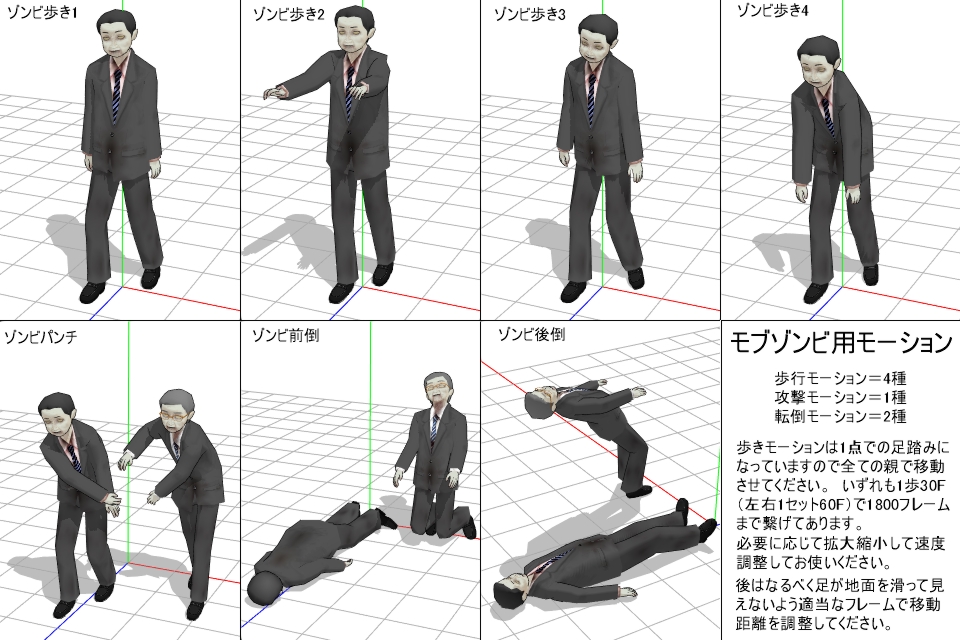 ゾンビ歩き1
ゾンビ歩き2
ゾンビ歩き3
ゾンビ歩き4
ゾンビパンチ
ゾンビ前倒
ゾンビ後倒
モブゾンビ用モーション
歩行モーション＝4種
攻撃モーション＝1種
転倒モーション＝2種
歩きモーションは1点での足踏みに
なっていますので全ての親で移動
させてください。 いずれも1歩30F
（左右1セット60F）で1800フレーム
まで繋げてあります。
必要に応じて拡大縮小して速度
調整してお使いください。
後はなるべく足が地面を滑って見
えないよう適当なフレームで移動
距離を調整してください。